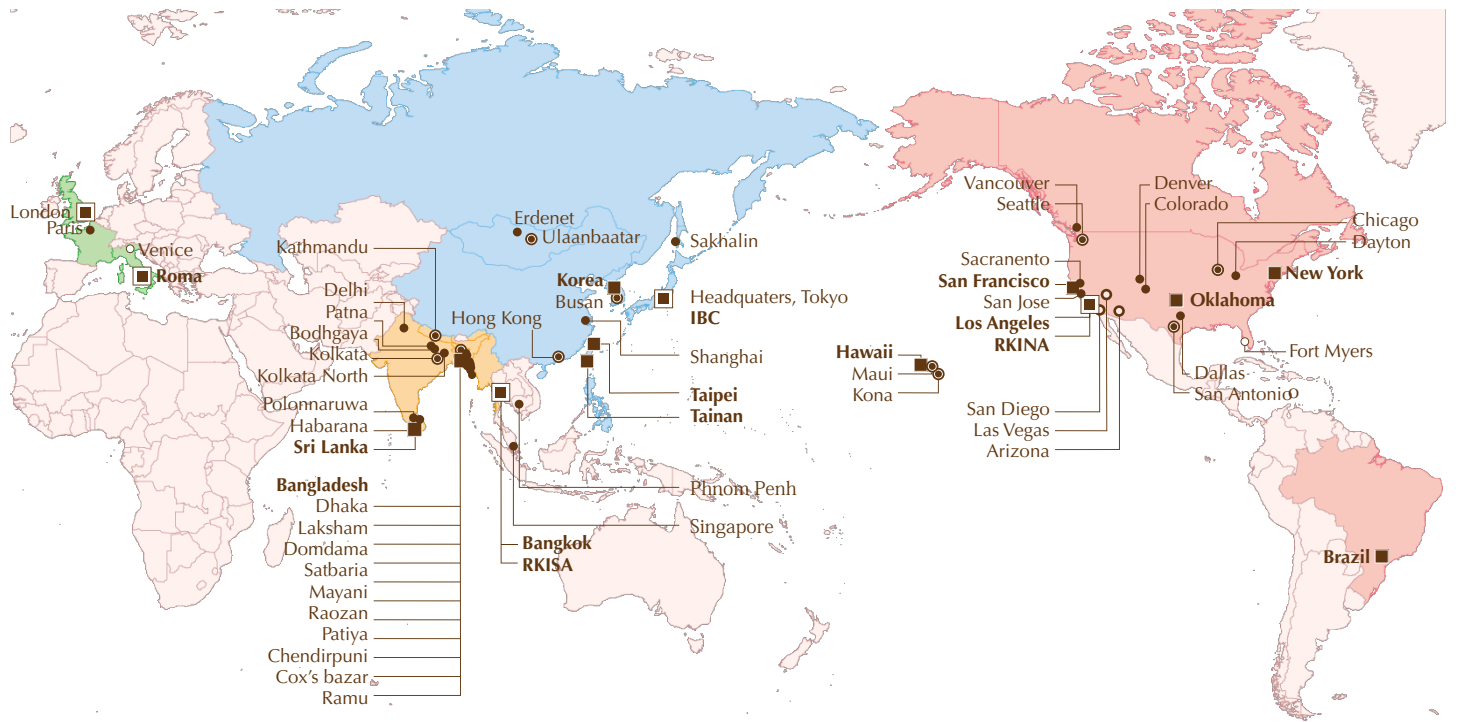 London
Paris
Venice
Roma
Kathmandu
Delhi
Patna
Bodhgaya
Kolkata
Kolkata North
Polonnaruwa
Habarana
Sri Lanka
Bangladesh
Dhaka
Laksham
Domdama
Satbaria
Mayani
Raozan
Patiya
Chendirpuni
Cox's bazar
Ramu
Erdenet
Ulaanbaatar
Sakhalin
Korea
Busan
Hong Kong
Headquaters, Tokyo
IBC
Shanghai
Taipei
Tainan
Phnom Penh
Singapore
Bangkok
RKISA
Hawaii
Maui
Kona
Vancouver
Seattle
Sacranento
San Francisco
San Jose
Los Angeles
RKINA
San Diego
Las Vegas
Arizona
Denver
Colorado
Chicago
Dayton
New York
Oklahoma
Fort Myers
Dallas
San Antonio
Brazil